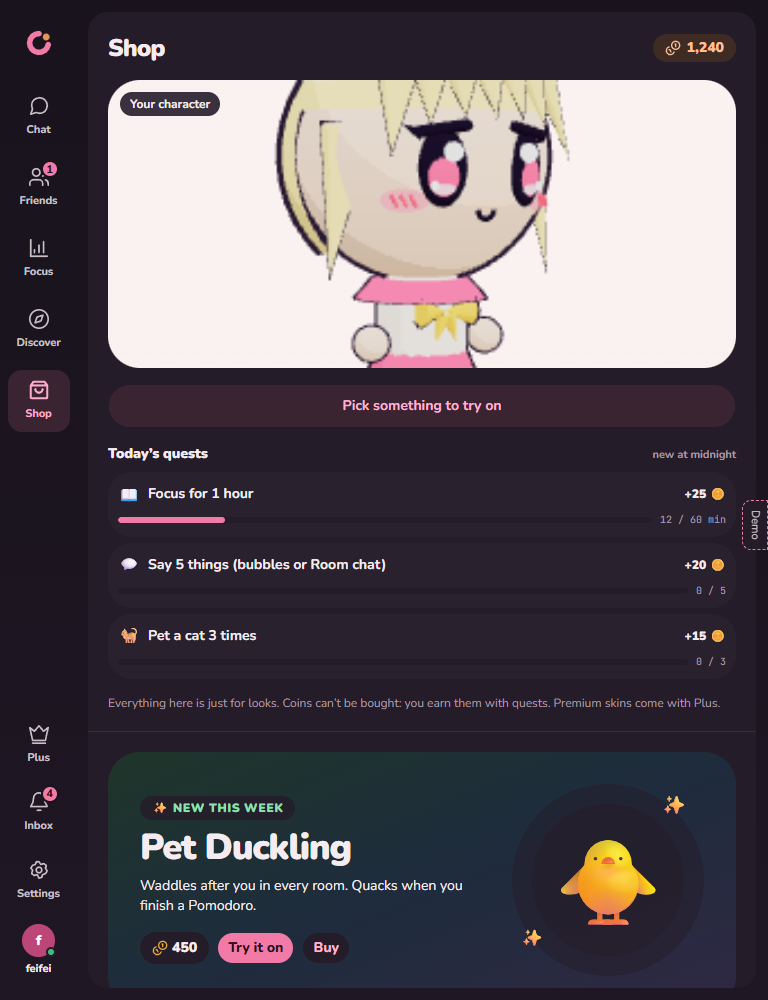 Shop
1,240
Chat
1
Friends
Focus
Discover
Shop
Your character
Pick something to try on
Today's quests
new at midnight
Focus for 1 hour
+25
12 / 60 min
Say 5 things (bubbles or Room chat)
+20
0 / 5
Pet a cat 3 times
+15
0 / 3
Demo
Everything here is just for looks. Coins can't be bought: you earn them with quests. Premium skins come with Plus.
Plus
4
Inbox
Settings
f
feifei
NEW THIS WEEK
Pet Duckling
Waddles after you in every room. Quacks when you
finish a Pomodoro.
450
Try it on
Buy